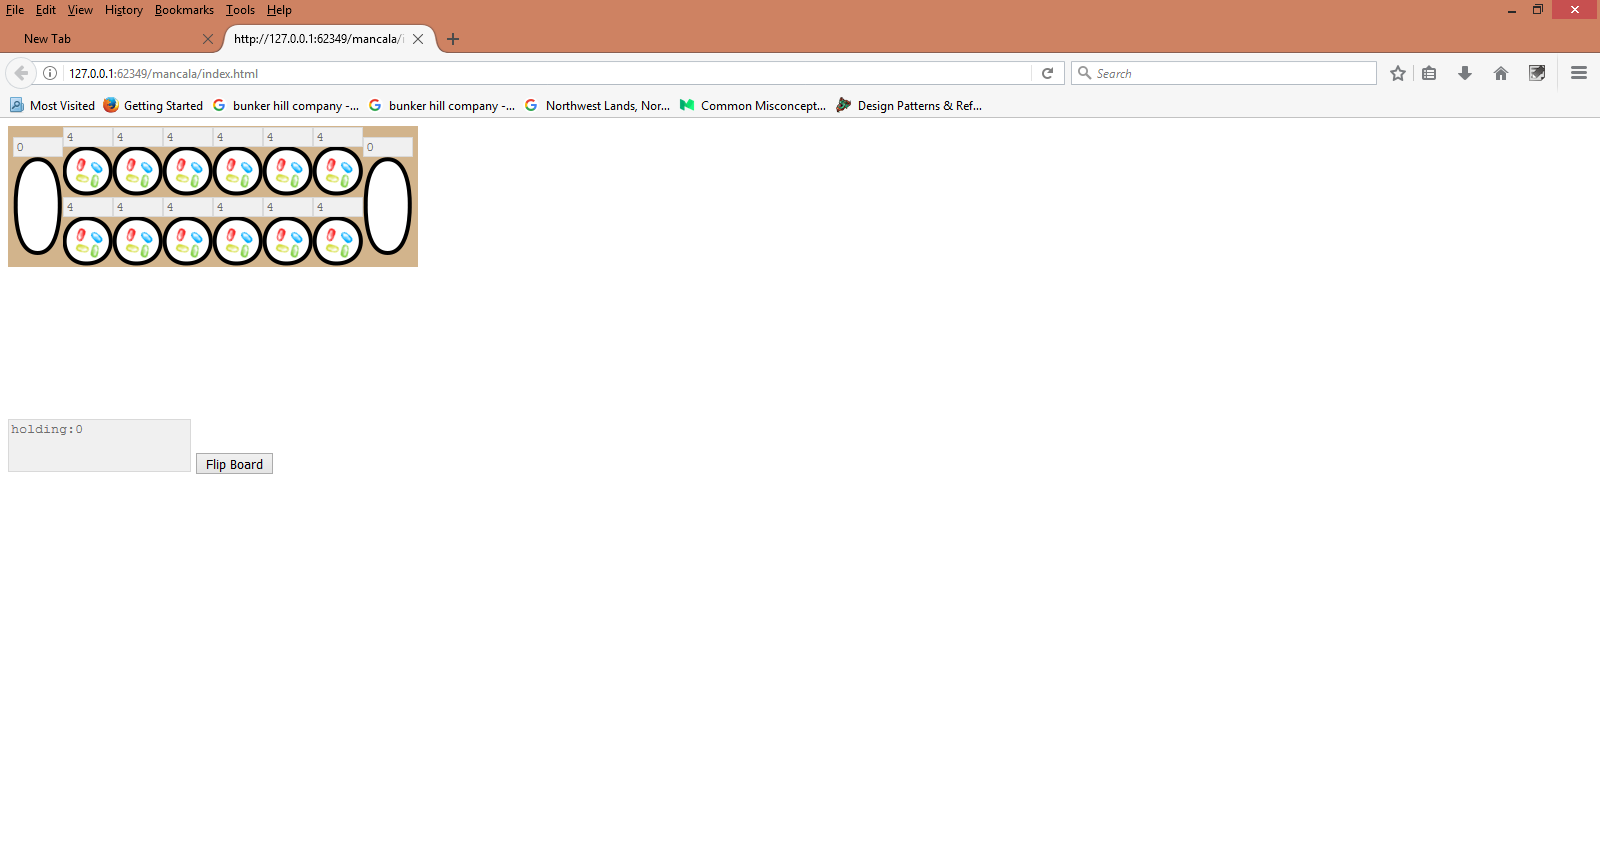 File Edit View History Bookmarks Tools Help
New Tab http://127.0.0.1:62349/mancala/i
127.0.0.1:62349/mancala/index.html Search
Most Visited Getting Started bunker hill company -... bunker hill company -... Northwest Lands, Nor... Common Misconcept... Design Patterns & Ref...
0 4 4 4 4 4 4 0
4 4 4 4 4 4
holding:0
Flip Board